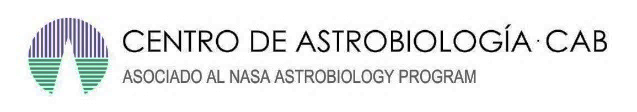 CENTRO DE ASTROBIOLOGÍA · CAB
ASOCIADO AL NASA ASTROBIOLOGY PROGRAM